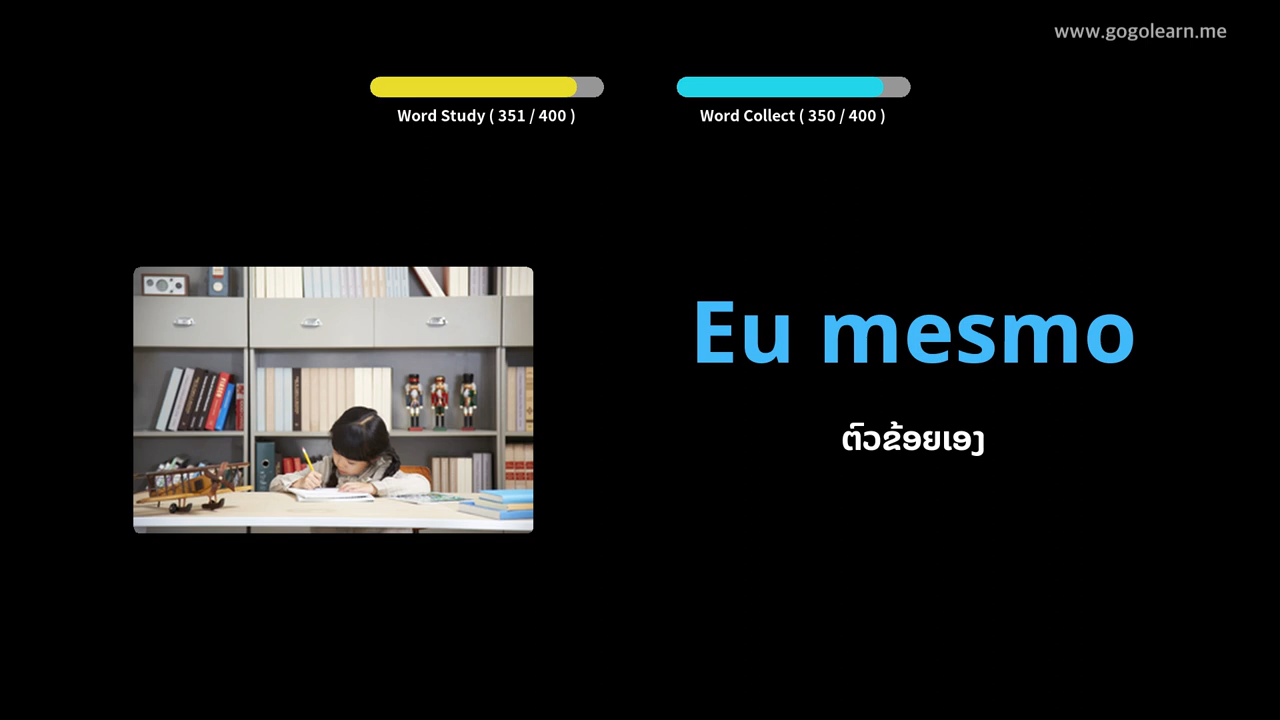 www.gogolearn.me
Word Study ( 351 / 400 )
Word Collect ( 350 / 400 )
Eu mesmo
ຕົວຂ້ອຍເອງ